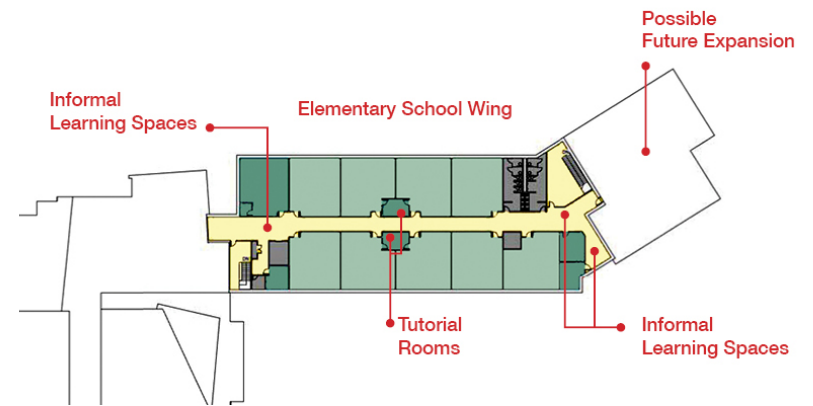 Possible
Future Expansion
Informal
Learning Spaces
Elementary School Wing
Tutorial
Rooms
Informal
Learning Spaces